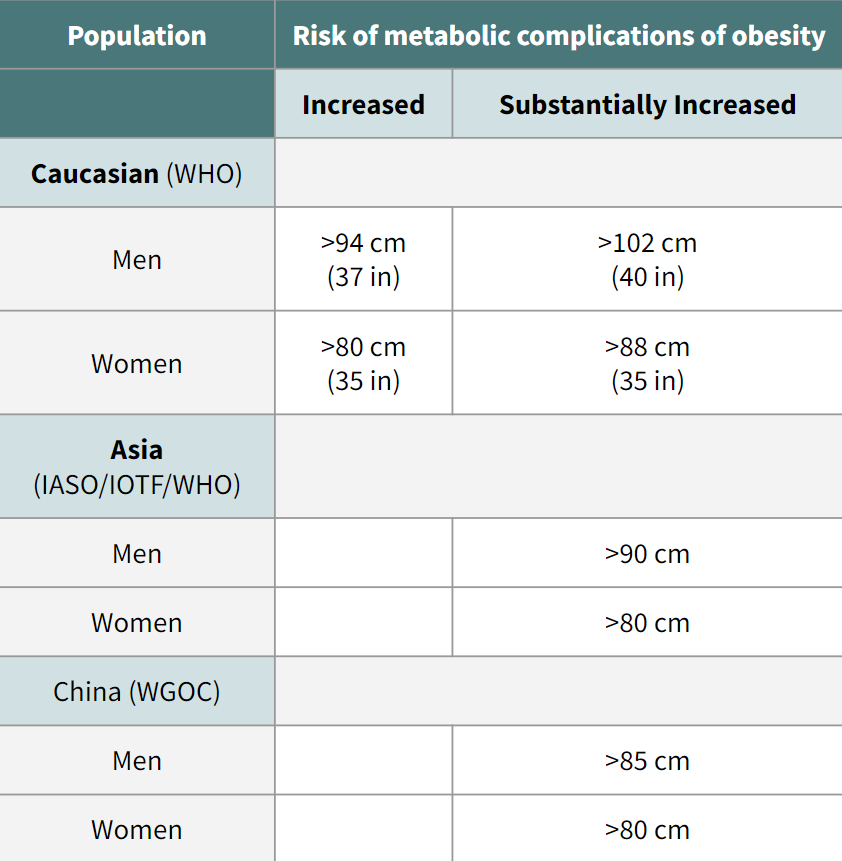 Population
Risk of metabolic complications of obesity
Increased
Substantially Increased
Caucasian (WHO)
Men
>94 cm
(37 in)
>102 cm
(40 in)
Women
>80 cm
(35 in)
>88 cm
(35 in)
Asia
(IASO/IOTF/WHO)
Men
>90 cm
Women
>80 cm
China (WGOC)
Men
>85 cm
Women
>80 cm